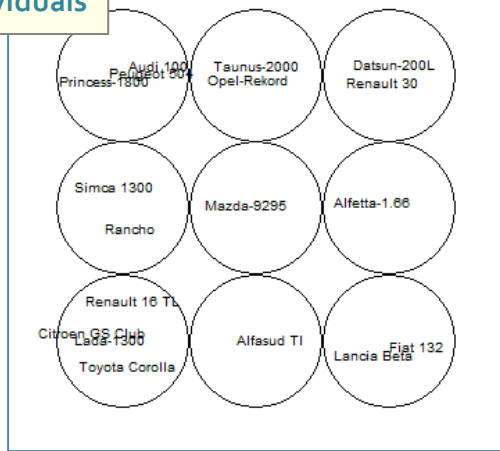 viduals
Audi 100
Peugeot 504
Princess-1800
Taunus-2000
Opel-Rekord
Datsun-200L
Renault 30
Simca 1300
Rancho
Mazda-9295
Alfetta-1.66
Renault 16 TL
Citroen GS Club
Lada-1300
Toyota Corolla
Alfasud TI
Fiat 132
Lancia Beta